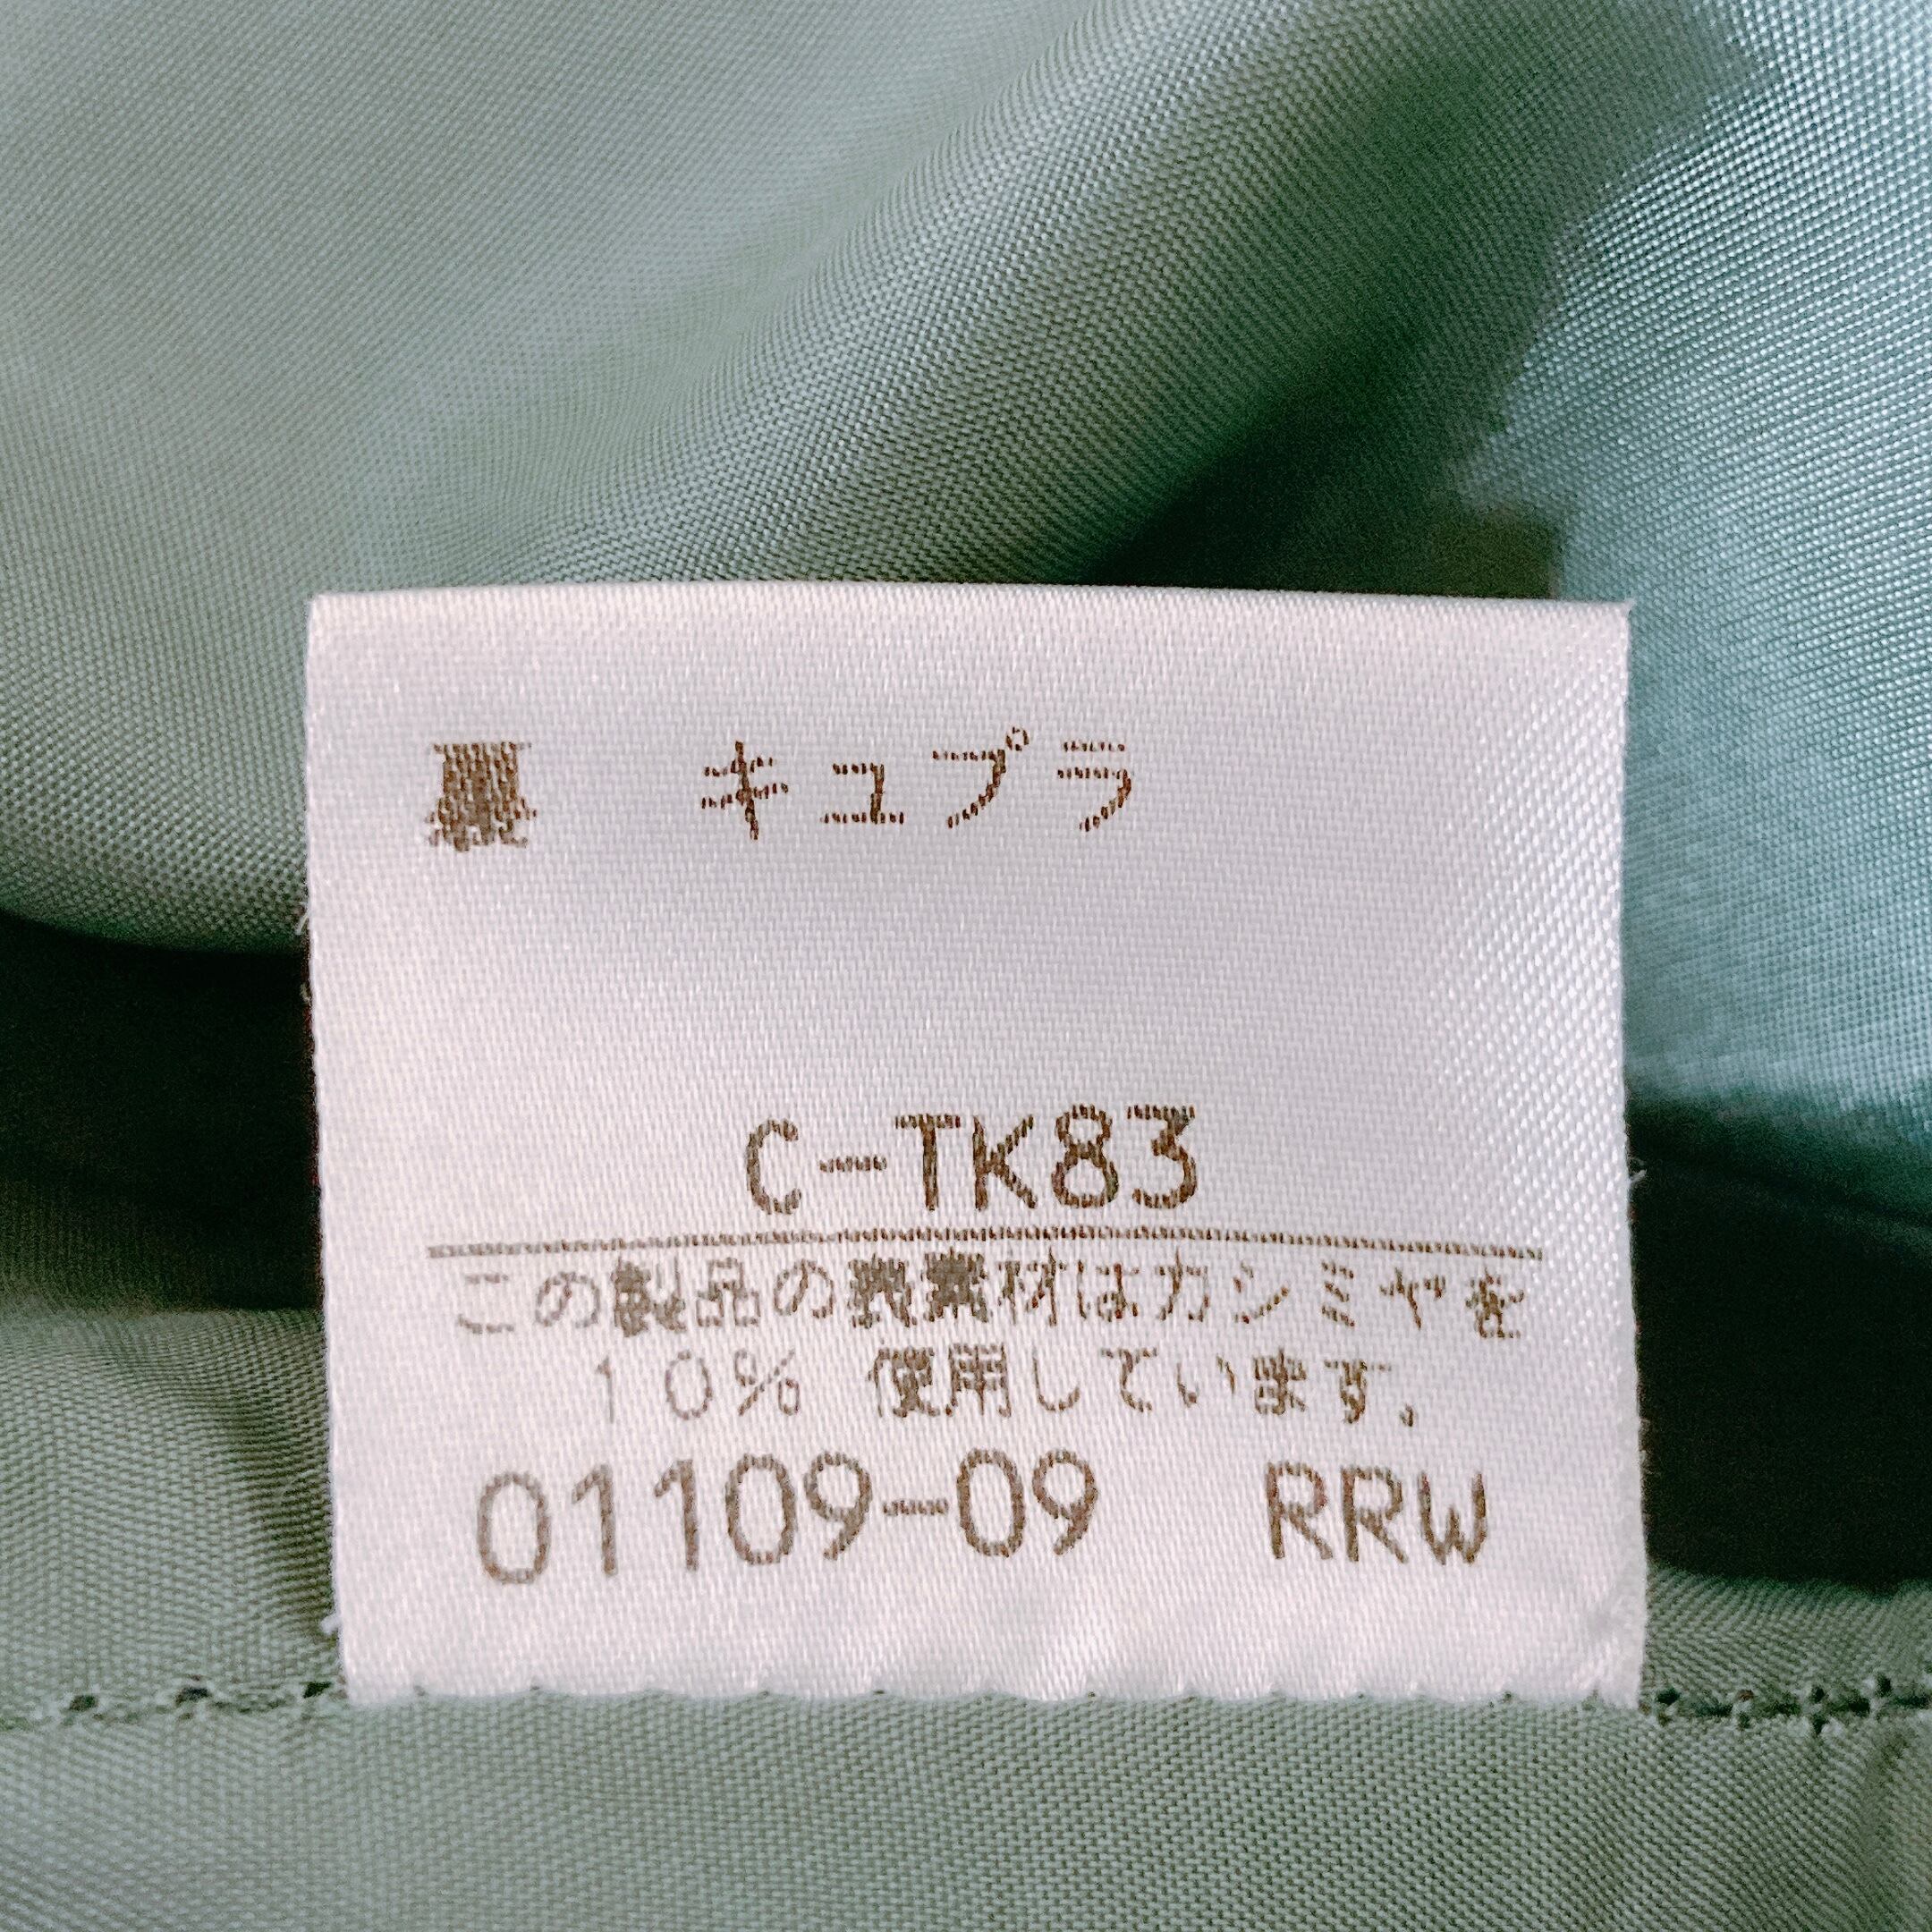 裏 キュプラ
C-TK83
この製品の表素材はカシミヤを
10% 使用しています。
01109-09 RRW